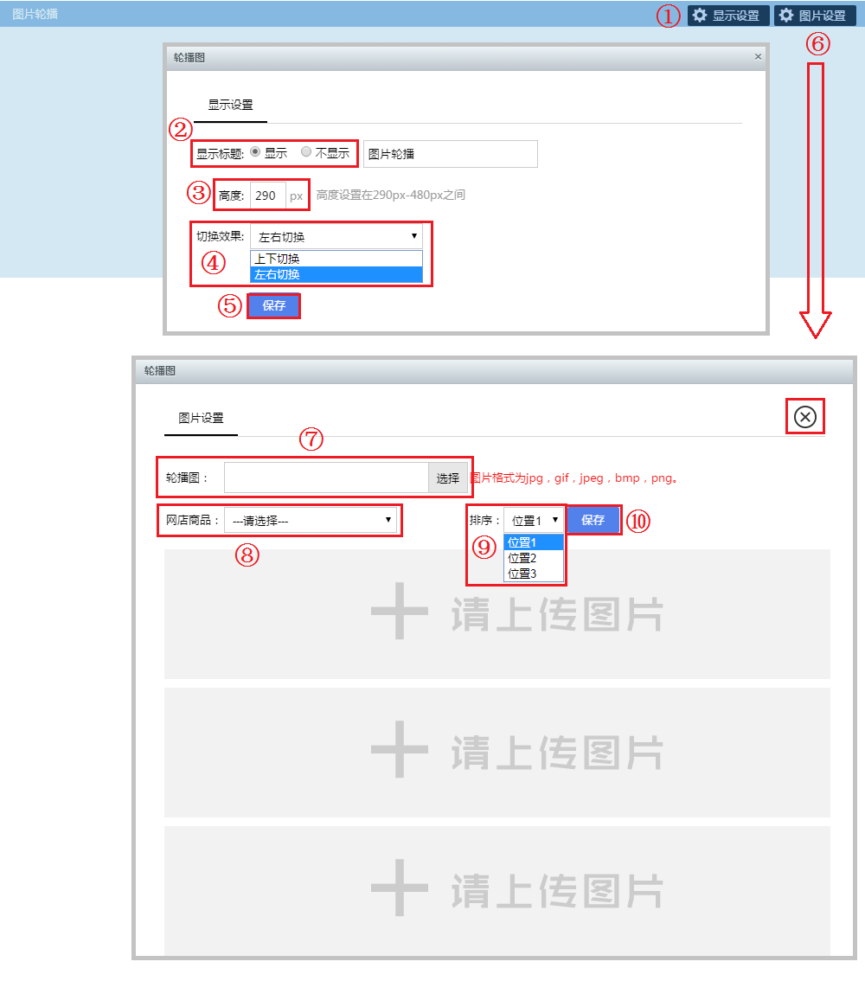 图片轮播 ① 显示设置 图片设置
⑥
轮播图 ×
显示设置
②
显示标题: 显示 不显示 图片轮播
③ 高度: 290 px 高度设置在290px-480px之间
切换效果: 左右切换
④ 上下切换
左右切换
⑤ 保存
轮播图
图片设置
⑦
轮播图： 选择 图片格式为jpg，gif，jpeg，bmp，png。
网店商品： ---请选择--- 排序： 位置1 保存 ⑩
⑧ ⑨ 位置1
位置2
位置3
请上传图片
请上传图片
请上传图片